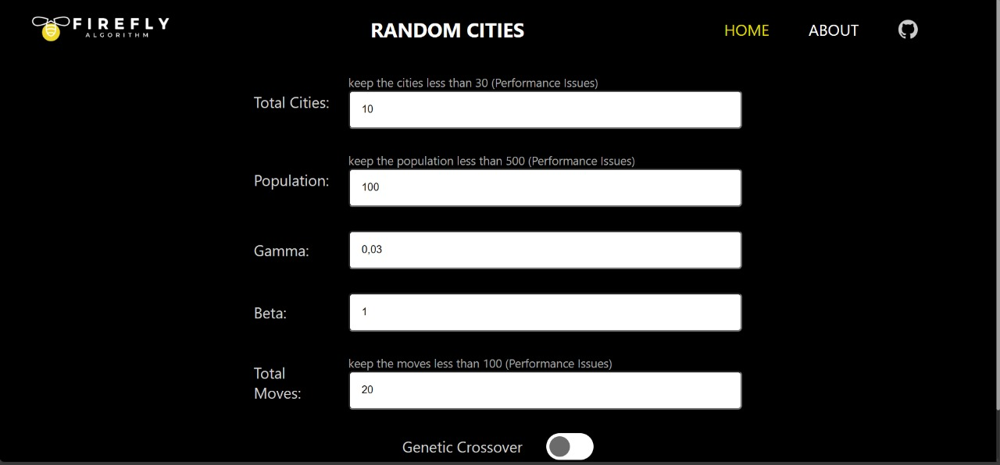 FIREFLY
ALGORITHM
RANDOM CITIES
HOME
ABOUT
keep the cities less than 30 (Performance Issues)
Total Cities:
10
keep the population less than 500 (Performance Issues)
Population:
100
Gamma:
0,03
Beta:
1
keep the moves less than 100 (Performance Issues)
Total
Moves:
20
Genetic Crossover